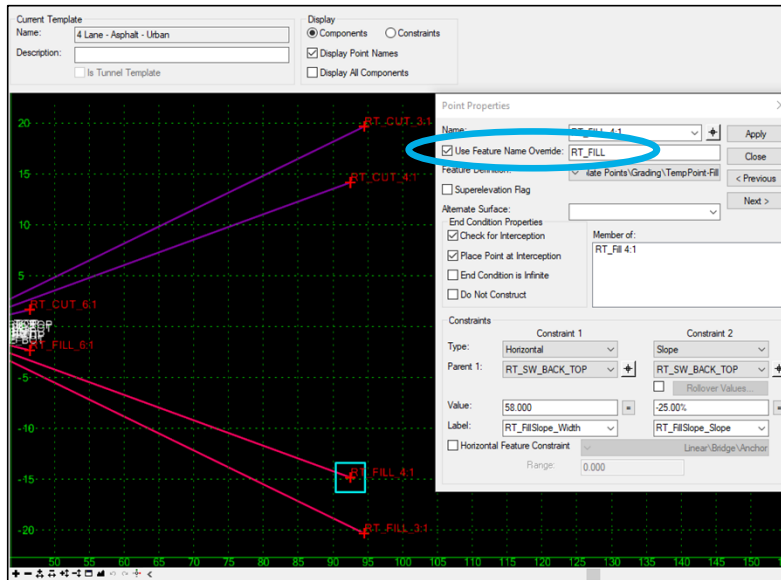 Current Template
Name: 4 Lane - Asphalt - Urban
Description:
Is Tunnel Template
Display
Components Constraints
Display Point Names
Display All Components
20
15
10
5
0
-5
-10
-15
-20
RT_CUT_3:1
RT_CUT_4:1
RT_CUT_6:1
RT_FILL_6:1
RT_FILL_4:1
RT_FILL_3:1
50 55 60 65 70 75 80 85 90 95 100 105 110 115 120 125 130 135 140 145 150
Point Properties
Name: RT_FILL_4:1 Apply
Use Feature Name Override: RT_FILL
Close
Feature Definition: late Points\Grading\TempPoint-Fill < Previous
Superelevation Flag
Next >
Alternate Surface:
End Condition Properties
Check for Interception
Place Point at Interception
End Condition is Infinite
Do Not Construct
Member of:
RT_Fill 4:1
Constraints
Constraint 1 Constraint 2
Type: Horizontal Slope
Parent 1: RT_SW_BACK_TOP RT_SW_BACK_TOP
Rollover Values...
Value: 58.000 = -25.00% =
Label: RT_FillSlope_Width RT_FillSlope_Slope
Horizontal Feature Constraint Linear\Bridge\Anchor
Range: 0.000